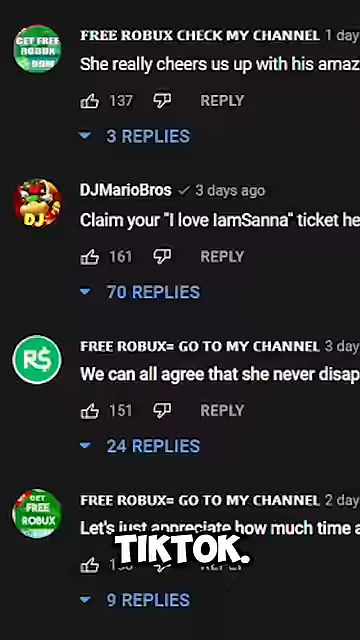 GET FREE
ROBUX
99M
FREE ROBUX CHECK MY CHANNEL 1 day
She really cheers us up with his amaz
137 REPLY
3 REPLIES
DJ
DJMarioBros 3 days ago
Claim your "I love IamSanna" ticket he
161 REPLY
70 REPLIES
R$
FREE ROBUX= GO TO MY CHANNEL 3 day
We can all agree that she never disap
151 REPLY
24 REPLIES
GET
FREE
ROBUX
FREE ROBUX= GO TO MY CHANNEL 2 day
Let's just appreciate how much time a
TIKTOK.
REPLY
9 REPLIES